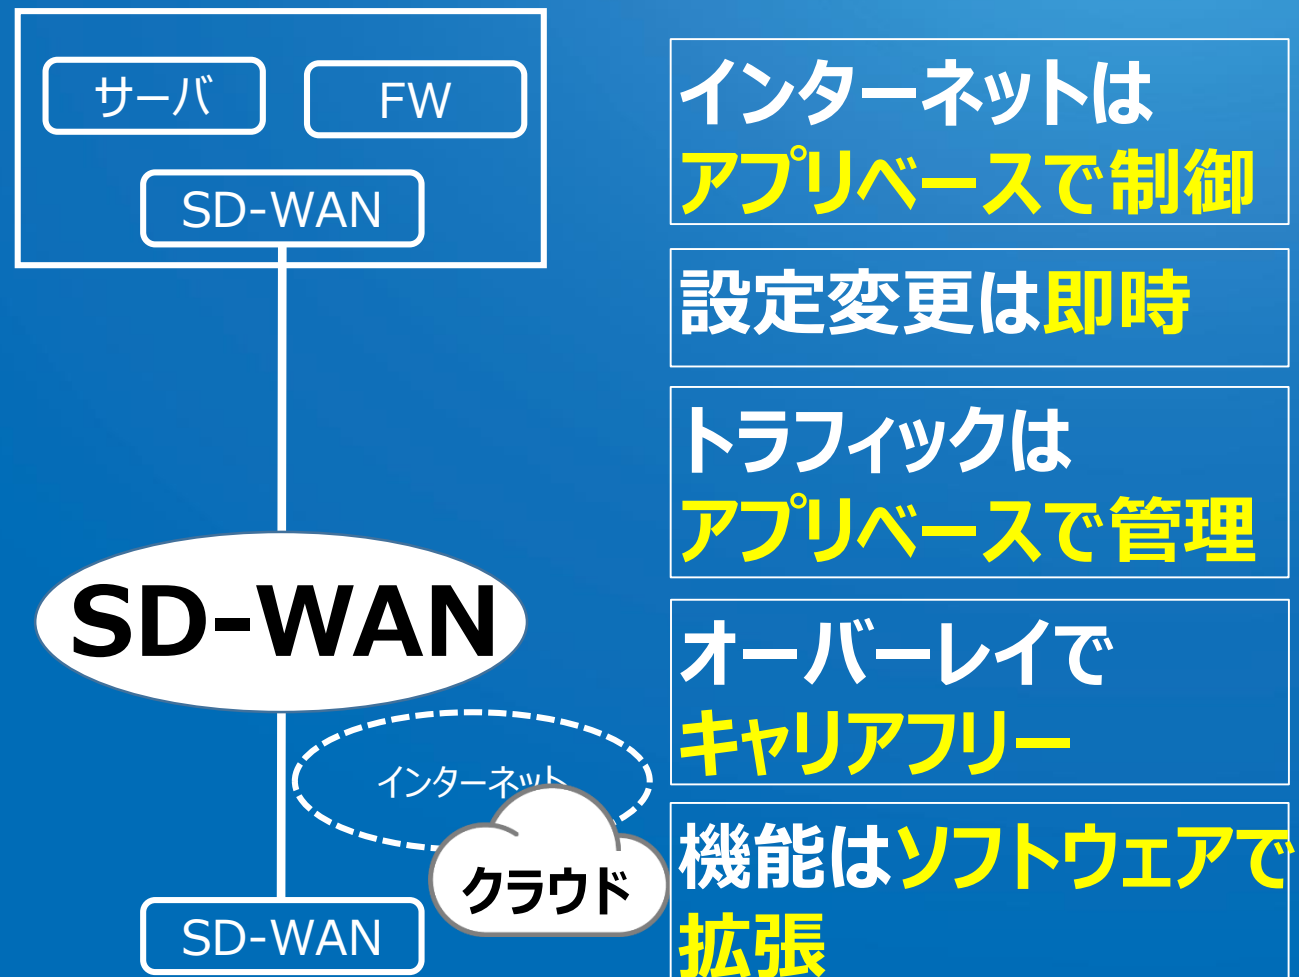 サーバ
FW
SD-WAN
SD-WAN
インターネット
クラウド
SD-WAN
インターネットは
アプリベースで制御
設定変更は即時
トラフィックは
アプリベースで管理
オーバーレイで
キャリアフリー
機能はソフトウェアで
拡張